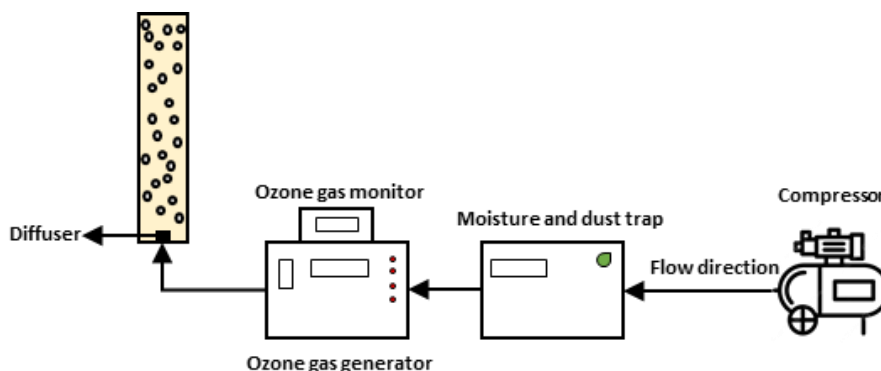 Ozone gas monitor
Compressor
Moisture and dust trap
Diffuser
Flow direction
Ozone gas generator